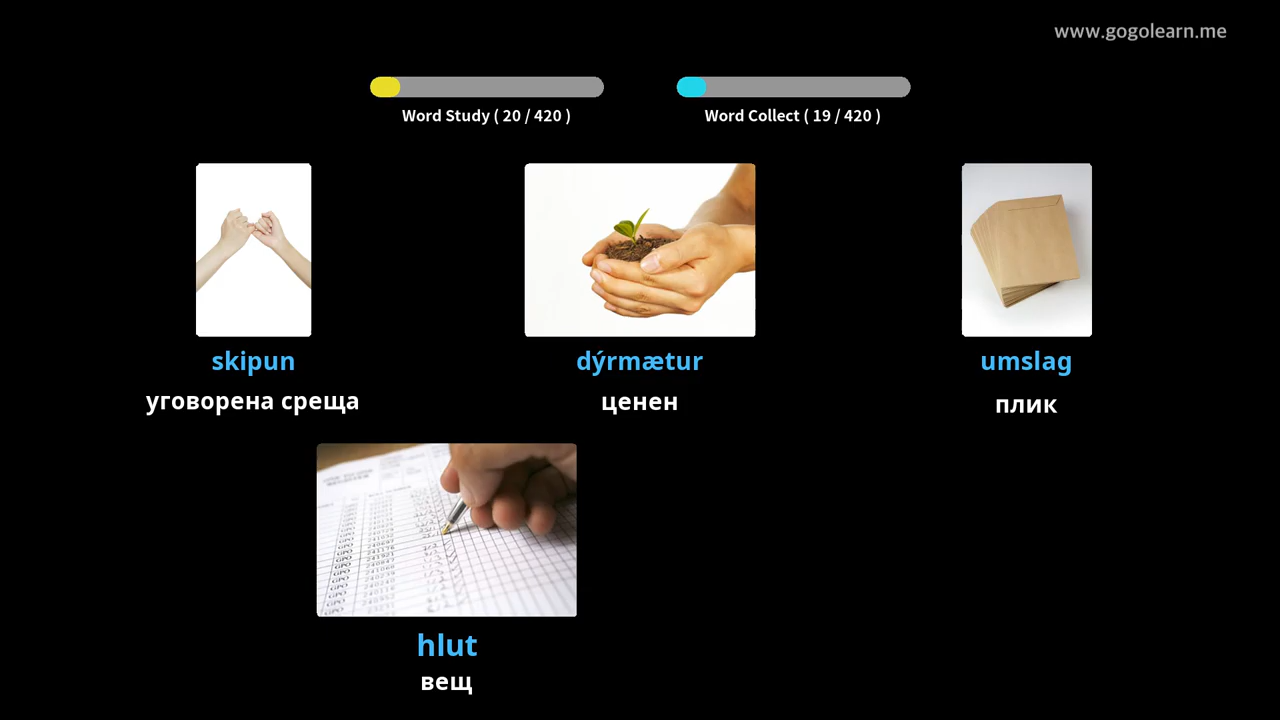 www.gogolearn.me
Word Study ( 20 / 420 )
Word Collect ( 19 / 420 )
skipun
dýrmætur
umslag
уговорена среща
ценен
плик
hlut
вещ